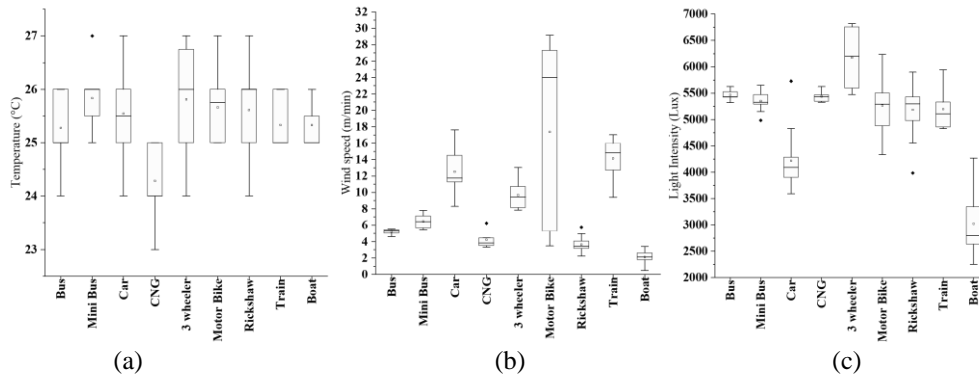 27
26
25
24
23
Temperature (°C)
Bus
Mini Bus
Car
CNG
3 wheeler
Motor Bike
Rickshaw
Train
Boat
(a)
32
30
28
26
24
22
20
18
16
14
12
10
8
6
4
2
0
Wind speed (m/min)
Bus
Mini Bus
Car
CNG
3 wheeler
Motor Bike
Rickshaw
Train
Boat
(b)
7000
6500
6000
5500
5000
4500
4000
3500
3000
2500
2000
Light Intensity (Lux)
Bus
Mini Bus
Car
CNG
3 wheeler
Motor Bike
Rickshaw
Train
Boat
(c)